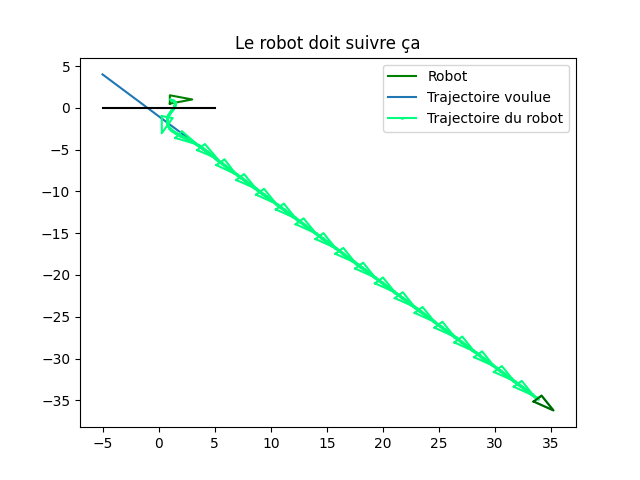 Le robot doit suivre ça
Robot
Trajectoire voulue
Trajectoire du robot
5
0
−5
−10
−15
−20
−25
−30
−35
−5 0 5 10 15 20 25 30 35